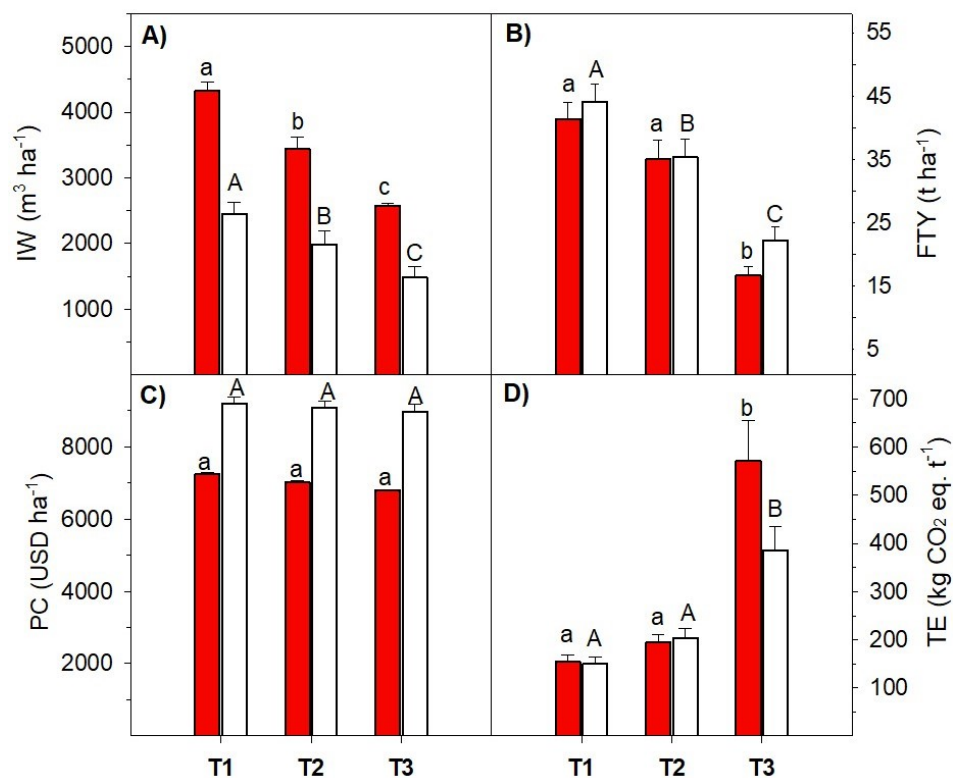 A)
B)
5000
4000
3000
2000
1000
IW (m³ ha⁻¹)
a
A
b
B
c
C
a
A
a
B
b
C
55
45
35
25
15
5
FTY (t ha⁻¹)
C)
D)
8000
6000
4000
2000
PC (USD ha⁻¹)
a
A
a
A
a
A
a
A
a
A
b
B
700
600
500
400
300
200
100
TE (kg CO₂ eq. t⁻¹)
T1 T2 T3 T1 T2 T3